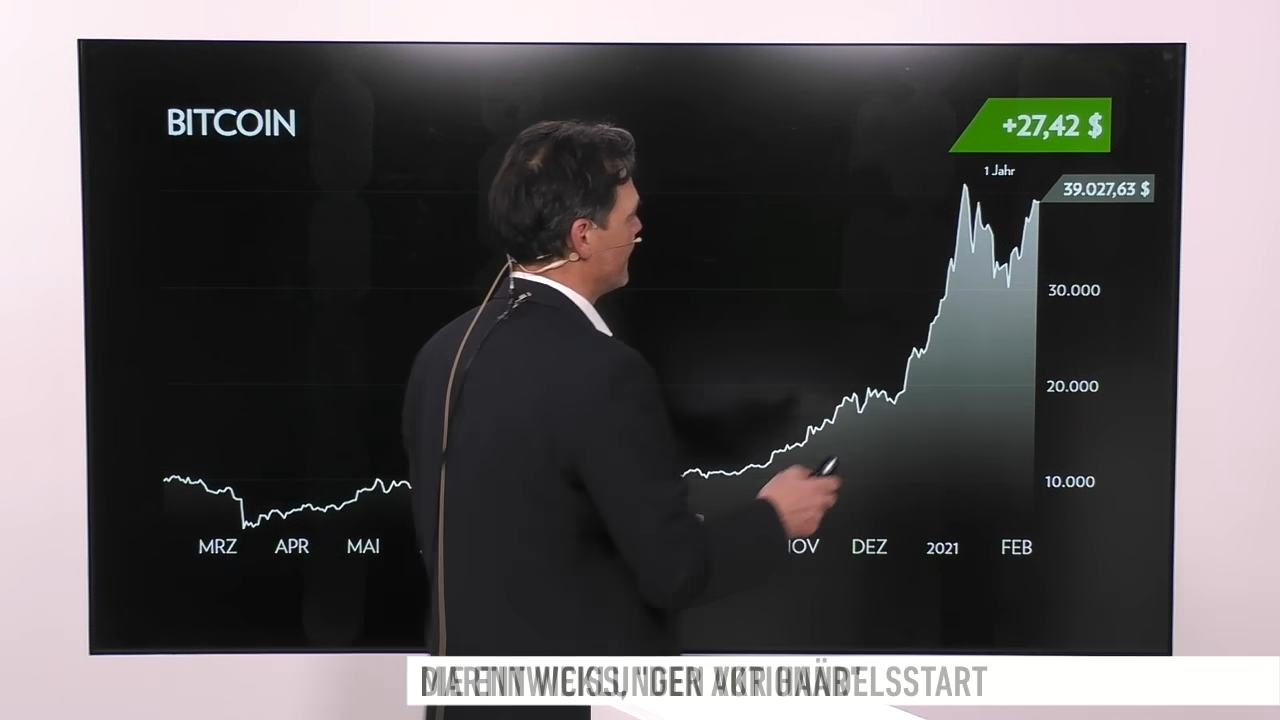 BITCOIN
+27,42 $
1 Jahr
39.027,63 $
30.000
20.000
10.000
MRZ APR MAI DEZ 2021 FEB